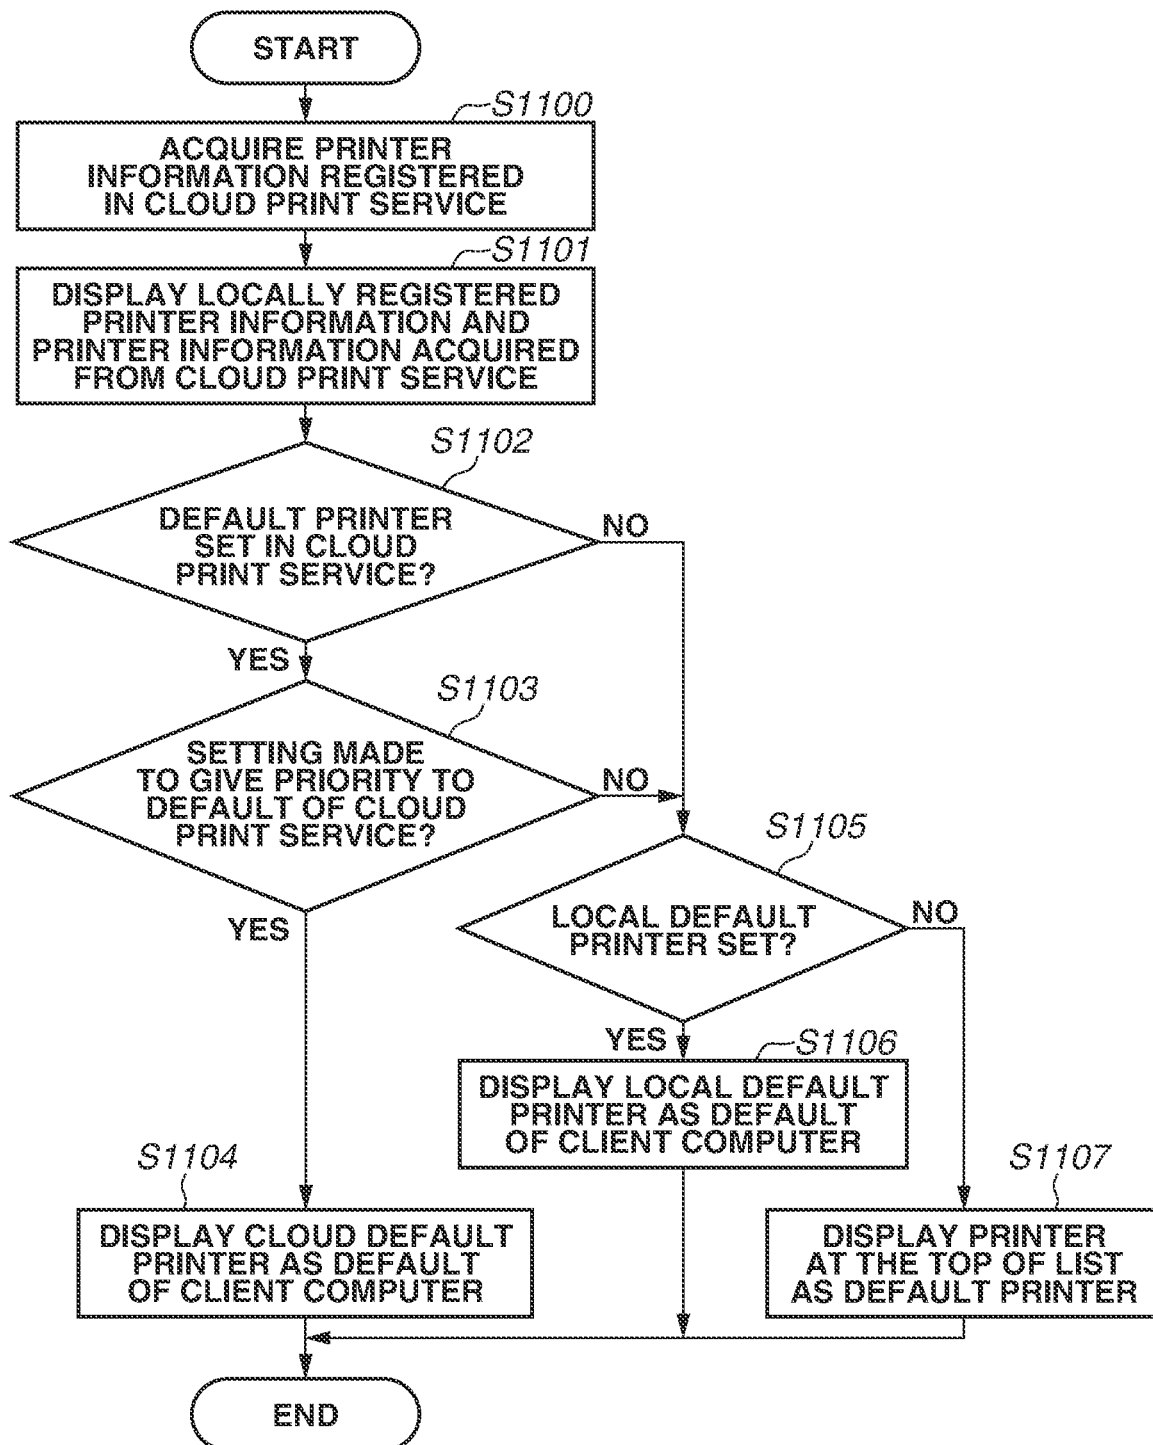 START
S1100
ACQUIRE PRINTER
INFORMATION REGISTERED
IN CLOUD PRINT SERVICE
S1101
DISPLAY LOCALLY REGISTERED
PRINTER INFORMATION AND
PRINTER INFORMATION ACQUIRED
FROM CLOUD PRINT SERVICE
S1102
DEFAULT PRINTER
SET IN CLOUD
PRINT SERVICE?
NO
YES
S1103
SETTING MADE
TO GIVE PRIORITY TO
DEFAULT OF CLOUD
PRINT SERVICE?
NO
YES
S1105
LOCAL DEFAULT
PRINTER SET?
NO
YES
S1106
DISPLAY LOCAL DEFAULT
PRINTER AS DEFAULT
OF CLIENT COMPUTER
S1104
DISPLAY CLOUD DEFAULT
PRINTER AS DEFAULT
OF CLIENT COMPUTER
S1107
DISPLAY PRINTER
AT THE TOP OF LIST
AS DEFAULT PRINTER
END